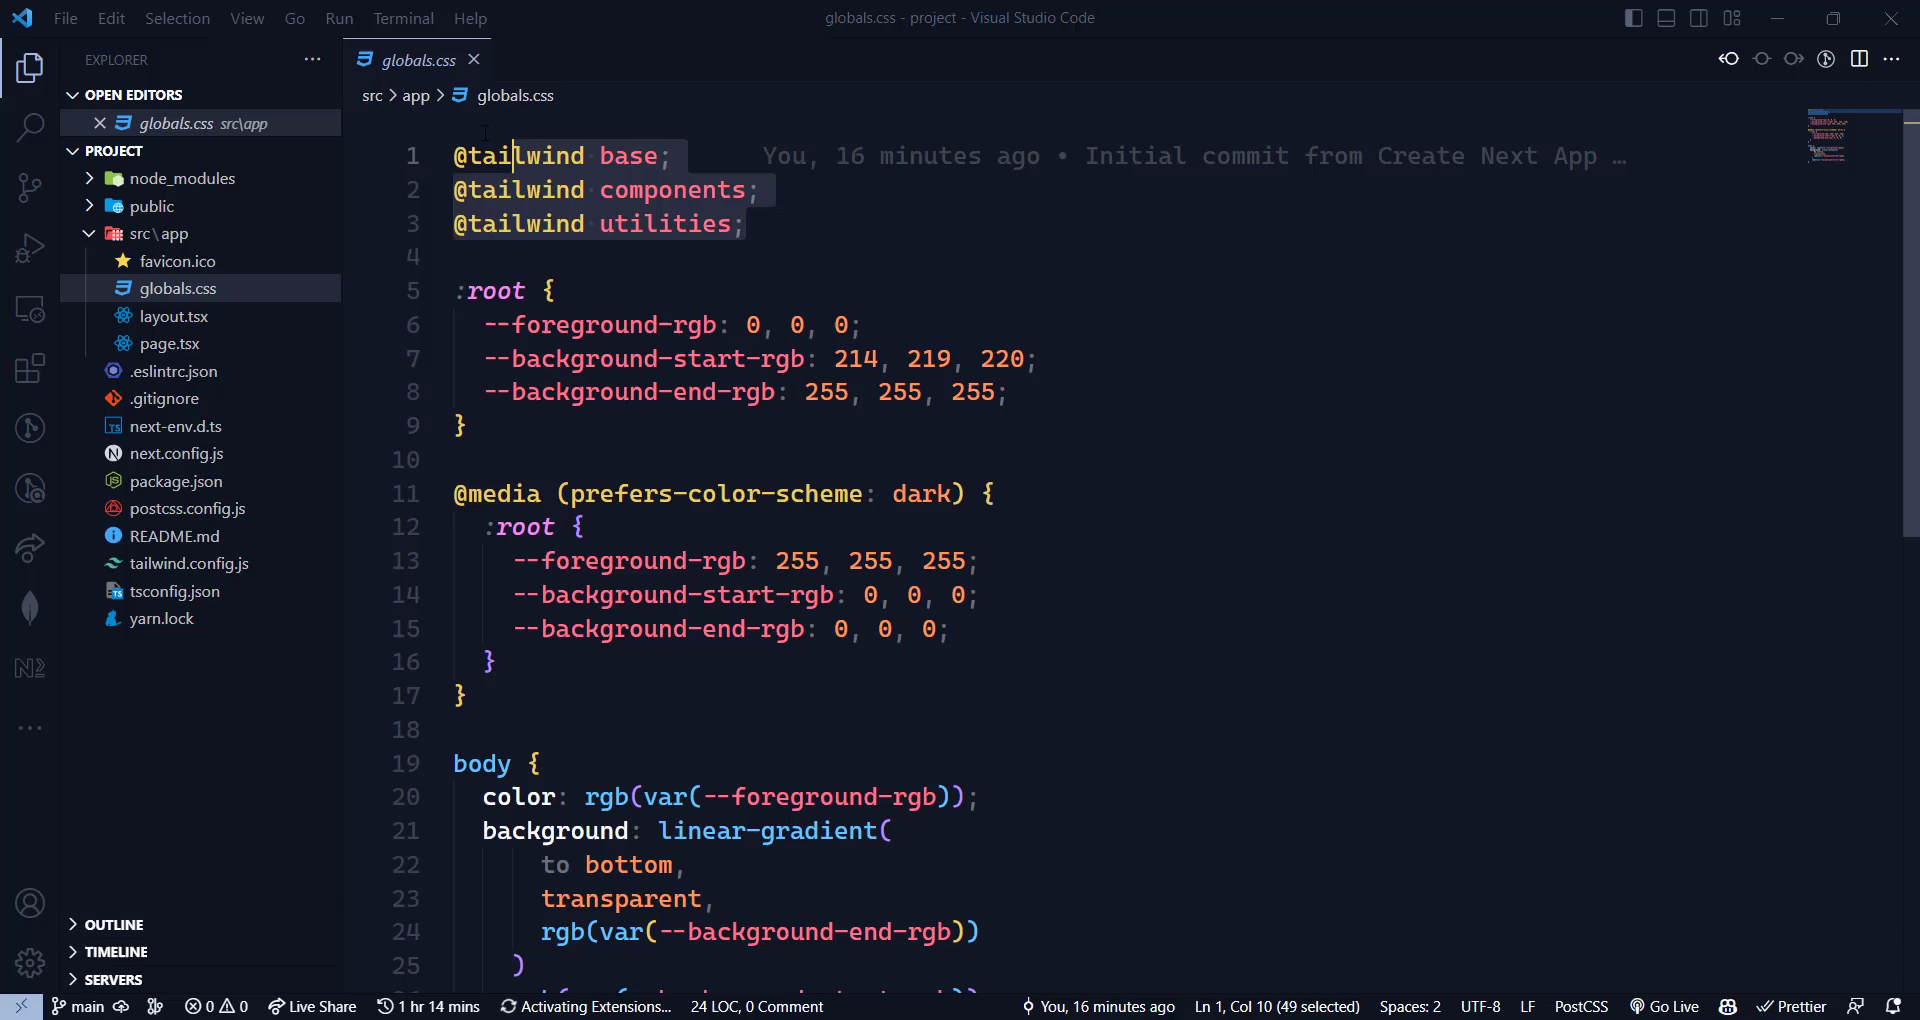 File Edit Selection View Go Run Terminal Help
globals.css - project - Visual Studio Code
EXPLORER
OPEN EDITORS
globals.css src\app
PROJECT
node_modules
public
src\app
favicon.ico
globals.css
layout.tsx
page.tsx
.eslintrc.json
.gitignore
next-env.d.ts
next.config.js
package.json
postcss.config.js
README.md
tailwind.config.js
tsconfig.json
yarn.lock
OUTLINE
TIMELINE
SERVERS
globals.css
src > app > globals.css
1 @tailwind base; You, 16 minutes ago • Initial commit from Create Next App …
2 @tailwind components;
3 @tailwind utilities;
4
5 :root {
6 --foreground-rgb: 0, 0, 0;
7 --background-start-rgb: 214, 219, 220;
8 --background-end-rgb: 255, 255, 255;
9 }
10
11 @media (prefers-color-scheme: dark) {
12 :root {
13 --foreground-rgb: 255, 255, 255;
14 --background-start-rgb: 0, 0, 0;
15 --background-end-rgb: 0, 0, 0;
16 }
17 }
18
19 body {
20 color: rgb(var(--foreground-rgb));
21 background: linear-gradient(
22 to bottom,
23 transparent,
24 rgb(var(--background-end-rgb))
25 )
main 0 0 Live Share 1 hr 14 mins Activating Extensions... 24 LOC, 0 Comment You, 16 minutes ago Ln 1, Col 10 (49 selected) Spaces: 2 UTF-8 LF PostCSS Go Live Prettier